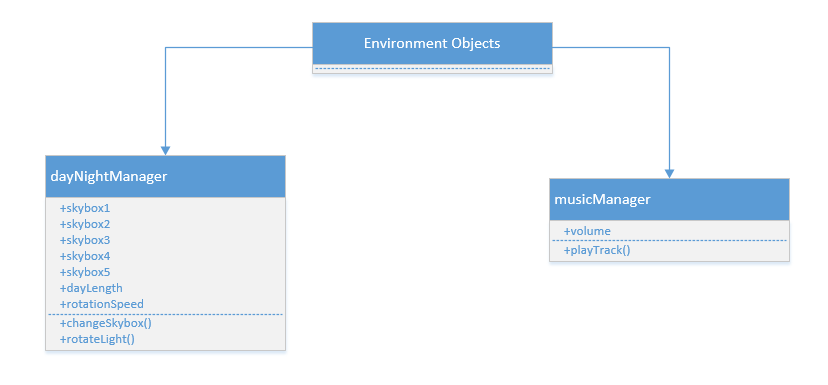 Environment Objects
dayNightManager
+skybox1
+skybox2
+skybox3
+skybox4
+skybox5
+dayLength
+rotationSpeed
+changeSkybox()
+rotateLight()
musicManager
+volume
+playTrack()